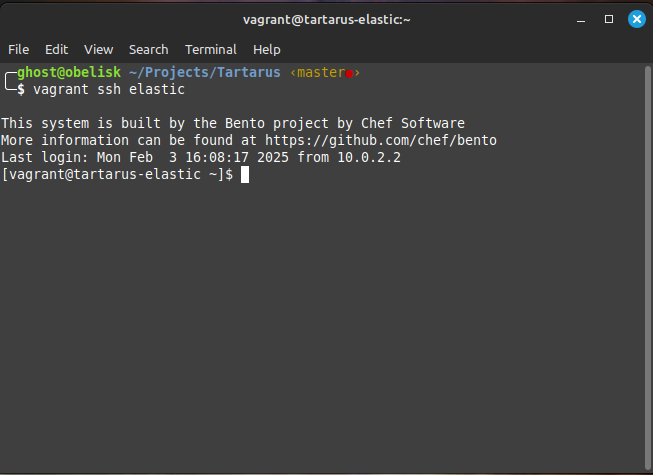 vagrant@tartarus-elastic:~
File Edit View Search Terminal Help
ghost@obelisk ~/Projects/Tartarus ‹master●›
$ vagrant ssh elastic
This system is built by the Bento project by Chef Software
More information can be found at https://github.com/chef/bento
Last login: Mon Feb  3 16:08:17 2025 from 10.0.2.2
[vagrant@tartarus-elastic ~]$